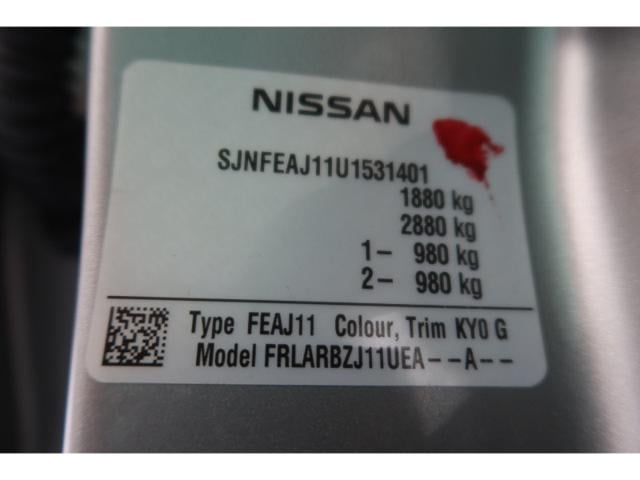 NISSAN
SJNFEAJ11U1531401
1880 kg
2880 kg
1- 980 kg
2- 980 kg
Type FEAJ11 Colour, Trim KY0 G
Model FRLARBZJ11UEA--A--